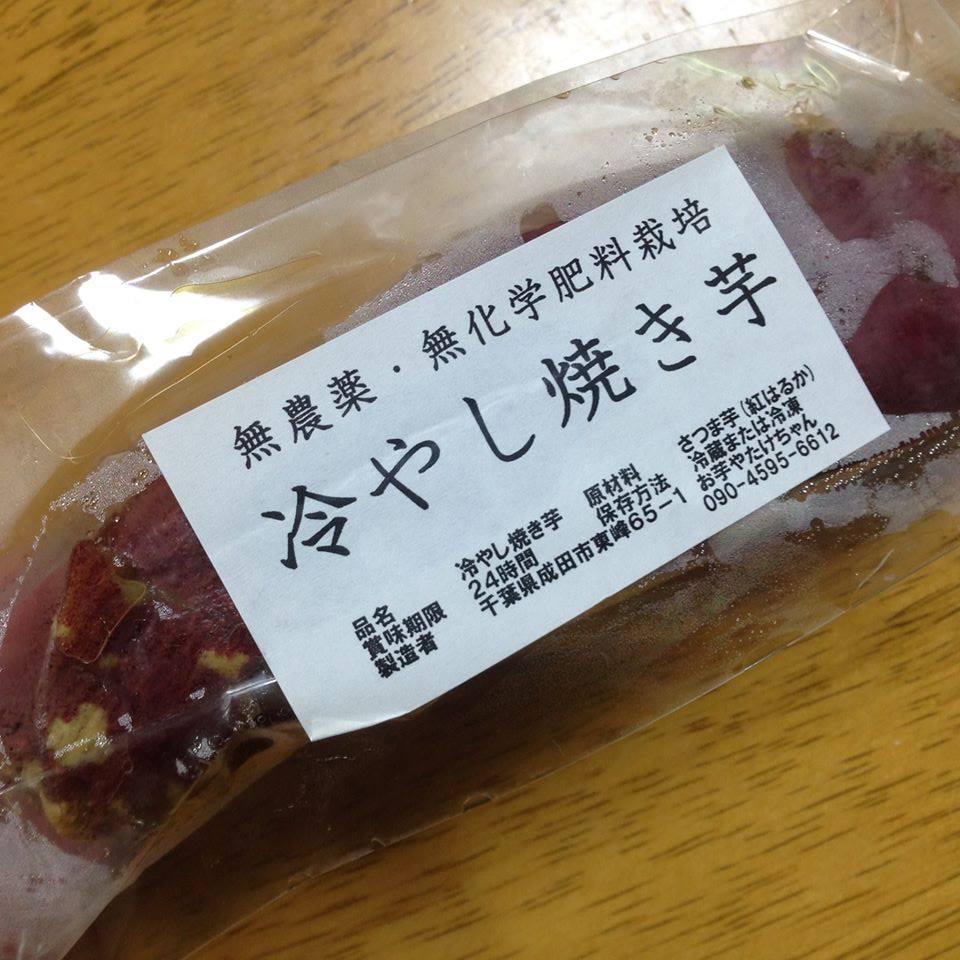 無農薬・無化学肥料栽培
冷やし焼き芋
品名 冷やし焼き芋 原材料 さつま芋(紅はるか)
賞味期限 24時間 保存方法 冷蔵または冷凍
製造者 千葉県成田市東峰65-1 お芋やたけちゃん
090-4595-6612